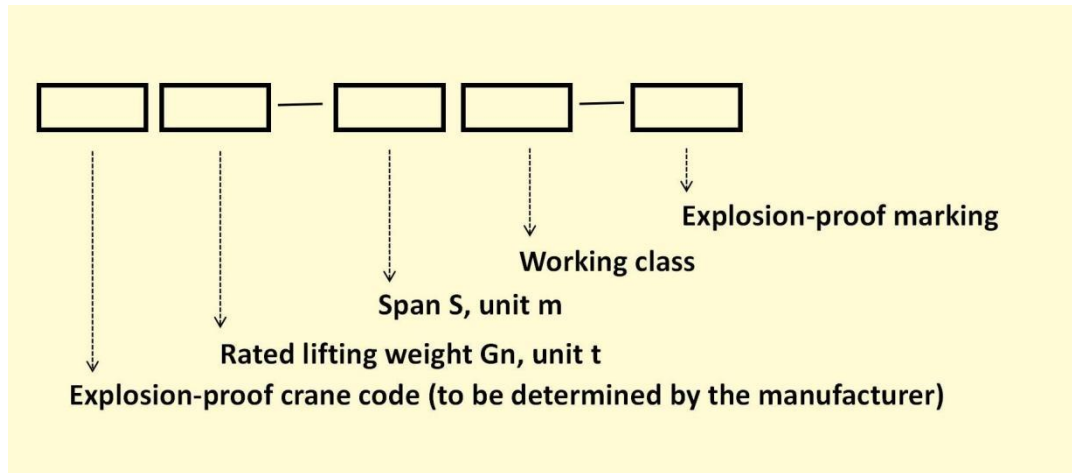 Explosion-proof marking
Working class
Span S, unit m
Rated lifting weight Gn, unit t
Explosion-proof crane code (to be determined by the manufacturer)